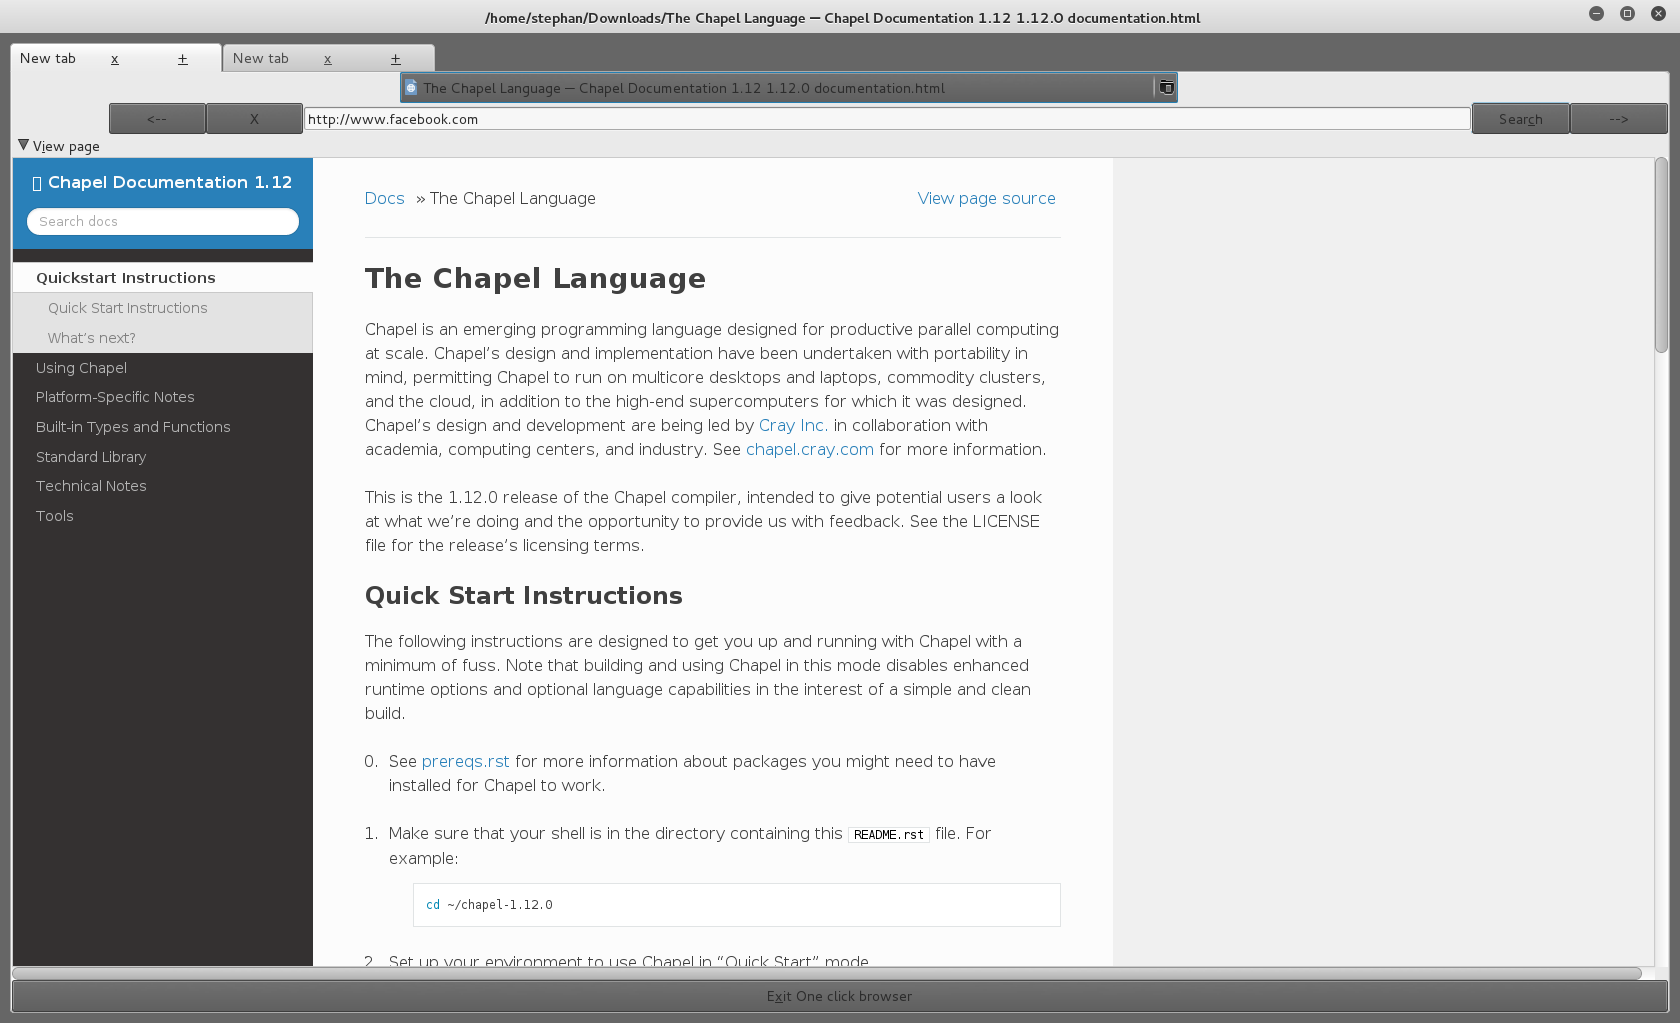 /home/stephan/Downloads/The Chapel Language — Chapel Documentation 1.12 1.12.0 documentation.html
New tab x + New tab x +
The Chapel Language — Chapel Documentation 1.12 1.12.0 documentation.html
<-- X http://www.facebook.com Search -->
View page
Chapel Documentation 1.12
Search docs
Quickstart Instructions
Quick Start Instructions
What's next?
Using Chapel
Platform-Specific Notes
Built-in Types and Functions
Standard Library
Technical Notes
Tools
Docs » The Chapel Language View page source
The Chapel Language
Chapel is an emerging programming language designed for productive parallel computing
at scale. Chapel's design and implementation have been undertaken with portability in
mind, permitting Chapel to run on multicore desktops and laptops, commodity clusters,
and the cloud, in addition to the high-end supercomputers for which it was designed.
Chapel's design and development are being led by Cray Inc. in collaboration with
academia, computing centers, and industry. See chapel.cray.com for more information.
This is the 1.12.0 release of the Chapel compiler, intended to give potential users a look
at what we're doing and the opportunity to provide us with feedback. See the LICENSE
file for the release's licensing terms.
Quick Start Instructions
The following instructions are designed to get you up and running with Chapel with a
minimum of fuss. Note that building and using Chapel in this mode disables enhanced
runtime options and optional language capabilities in the interest of a simple and clean
build.
0. See prereqs.rst for more information about packages you might need to have
installed for Chapel to work.
1. Make sure that your shell is in the directory containing this README.rst file. For
example:
cd ~/chapel-1.12.0
2. Set up your environment to use Chapel in “Quick Start” mode
Exit One click browser